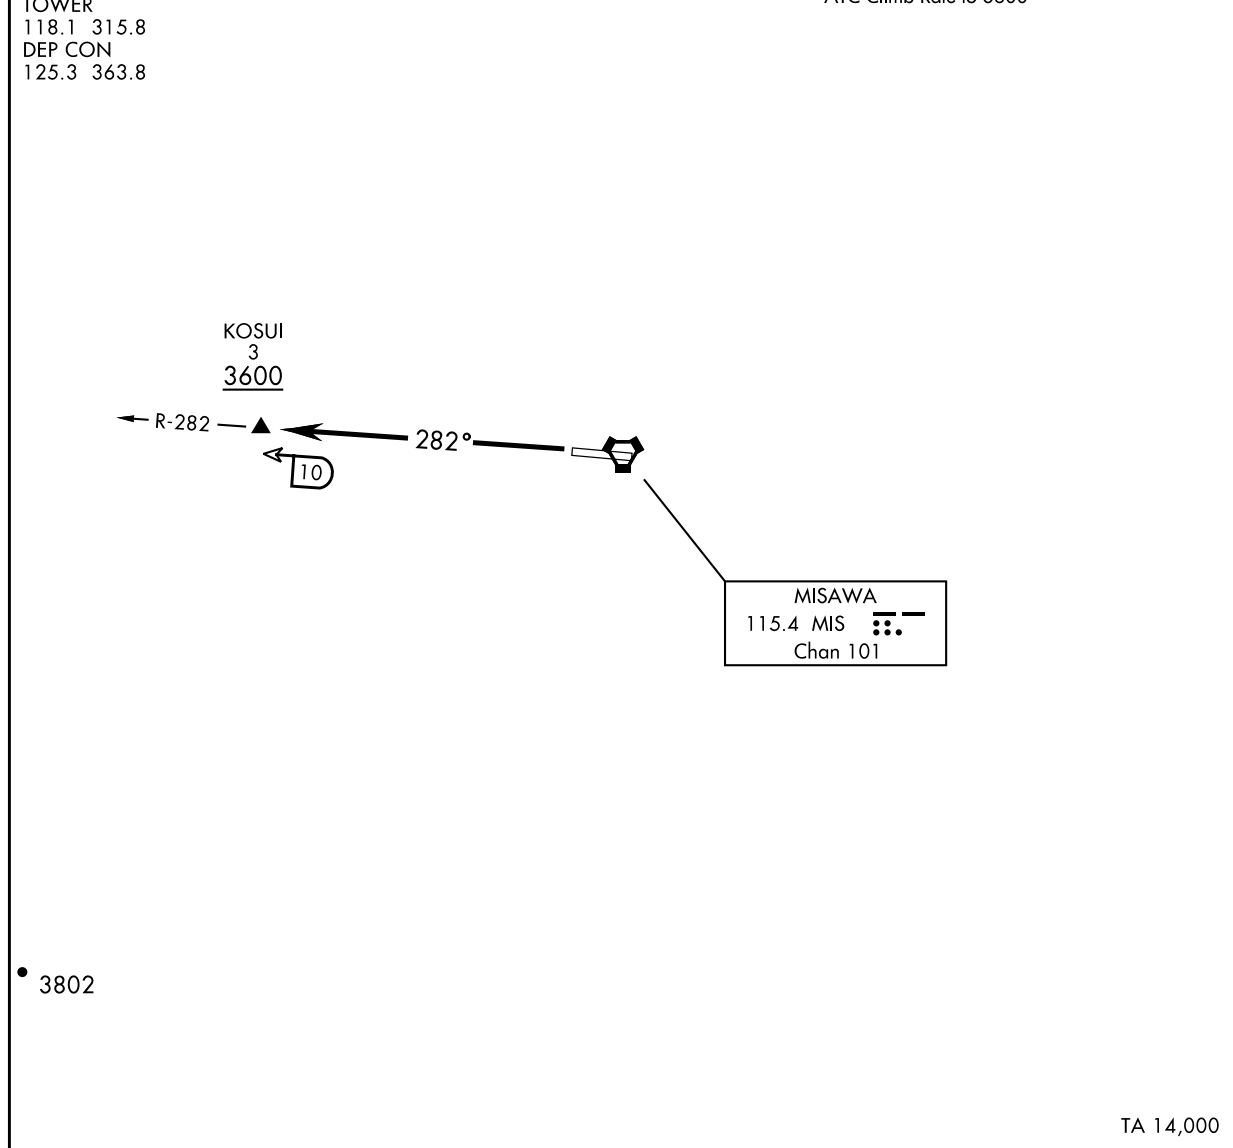 TOWER
118.1 315.8
DEP CON
125.3 363.8
KOSUI
3
3600
R-282
282°
10
MISAWA
115.4 MIS
Chan 101
3802
TA 14,000